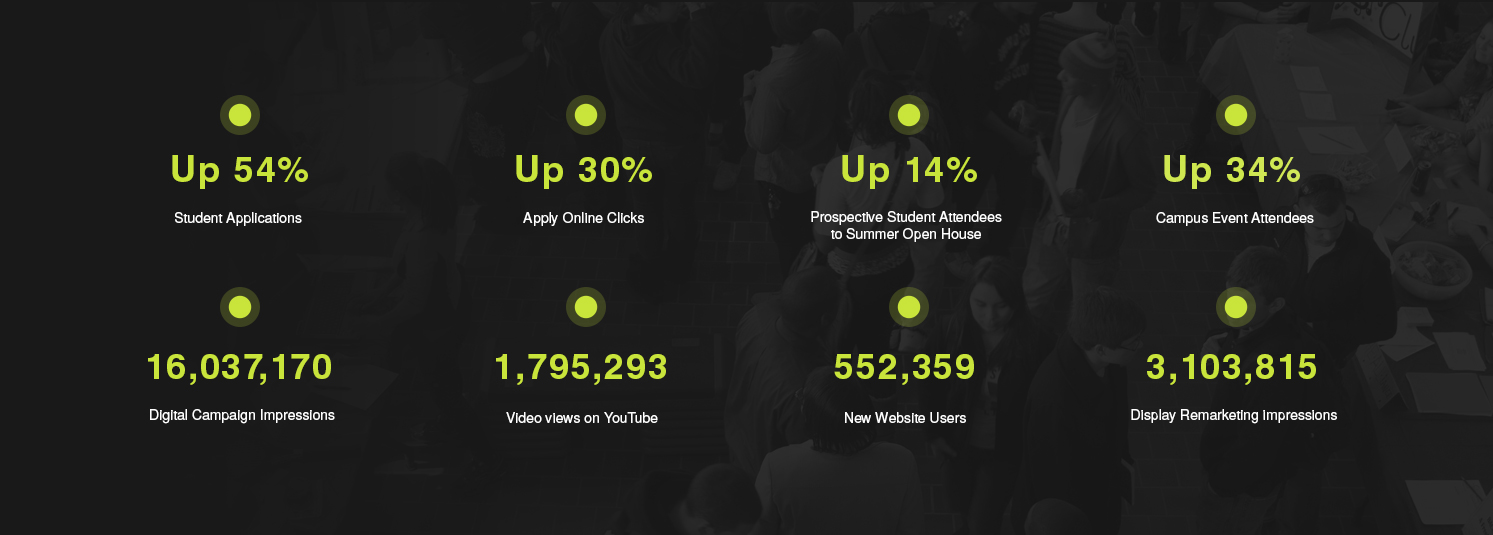 Up 54%
Student Applications
Up 30%
Apply Online Clicks
Up 14%
Prospective Student Attendees
to Summer Open House
Up 34%
Campus Event Attendees
16,037,170
Digital Campaign Impressions
1,795,293
Video views on YouTube
552,359
New Website Users
3,103,815
Display Remarketing impressions